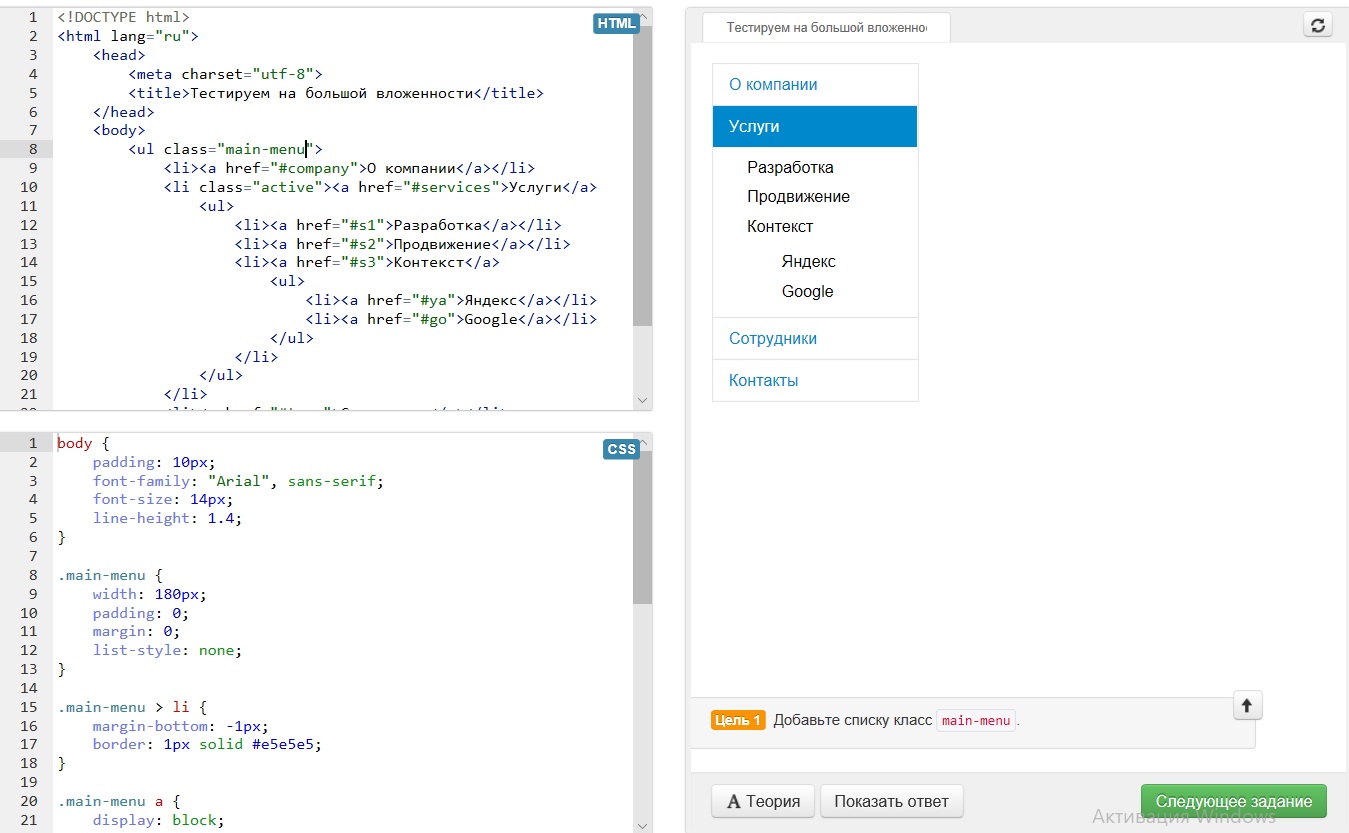 HTML
1 <!DOCTYPE html>
2 <html lang="ru">
3 <head>
4 <meta charset="utf-8">
5 <title>Тестируем на большой вложенности</title>
6 </head>
7 <body>
8 <ul class="main-menu">
9 <li><a href="#company">О компании</a></li>
10 <li class="active"><a href="#services">Услуги</a>
11 <ul>
12 <li><a href="#s1">Разработка</a></li>
13 <li><a href="#s2">Продвижение</a></li>
14 <li><a href="#s3">Контекст</a>
15 <ul>
16 <li><a href="#ya">Яндекс</a></li>
17 <li><a href="#go">Google</a></li>
18 </ul>
19 </li>
20 </ul>
21 </li>
CSS
1 body {
2 padding: 10px;
3 font-family: "Arial", sans-serif;
4 font-size: 14px;
5 line-height: 1.4;
6 }
7
8 .main-menu {
9 width: 180px;
10 padding: 0;
11 margin: 0;
12 list-style: none;
13 }
14
15 .main-menu > li {
16 margin-bottom: -1px;
17 border: 1px solid #e5e5e5;
18 }
19
20 .main-menu a {
21 display: block;
Тестируем на большой вложенно
О компании
Услуги
Разработка
Продвижение
Контекст
Яндекс
Google
Сотрудники
Контакты
Цель 1 Добавьте списку класс main-menu.
A Теория
Показать ответ
Следующее задание
Активация Windows